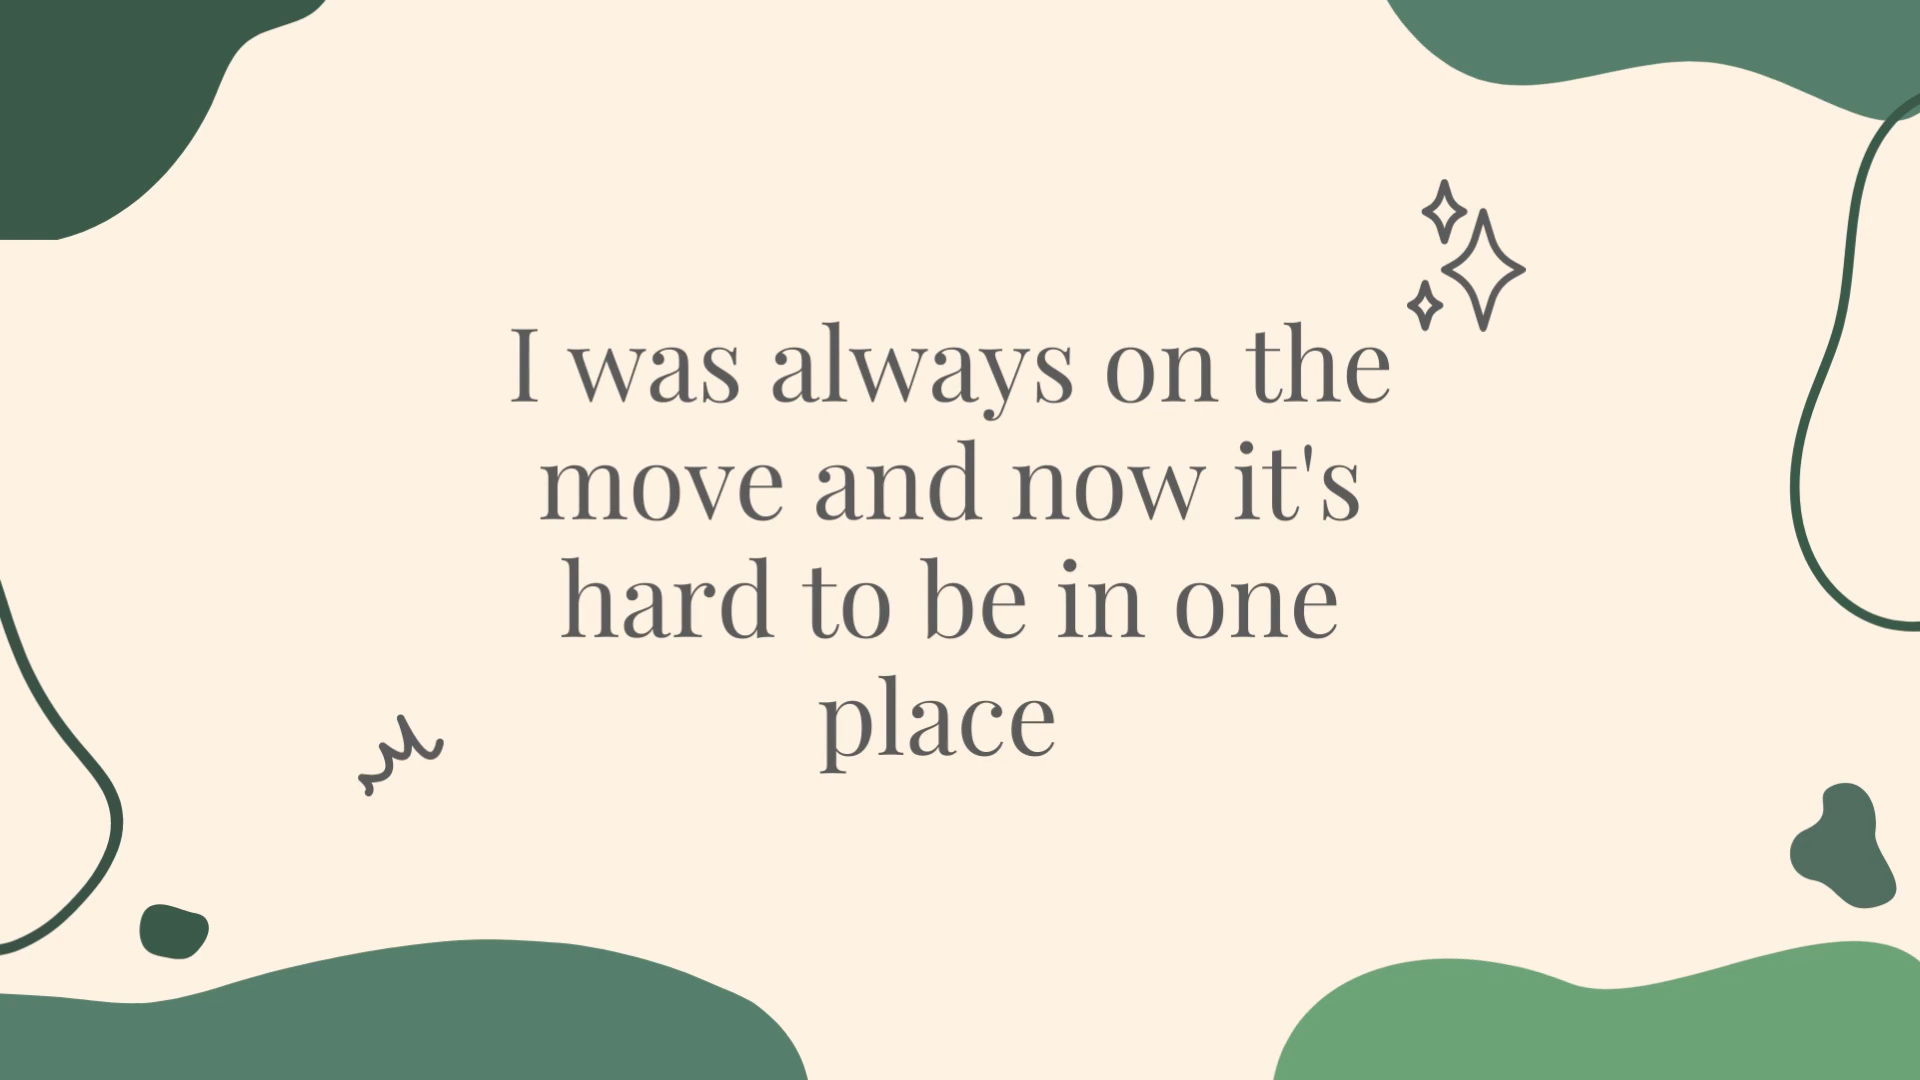 I was always on the
move and now it's
hard to be in one
place